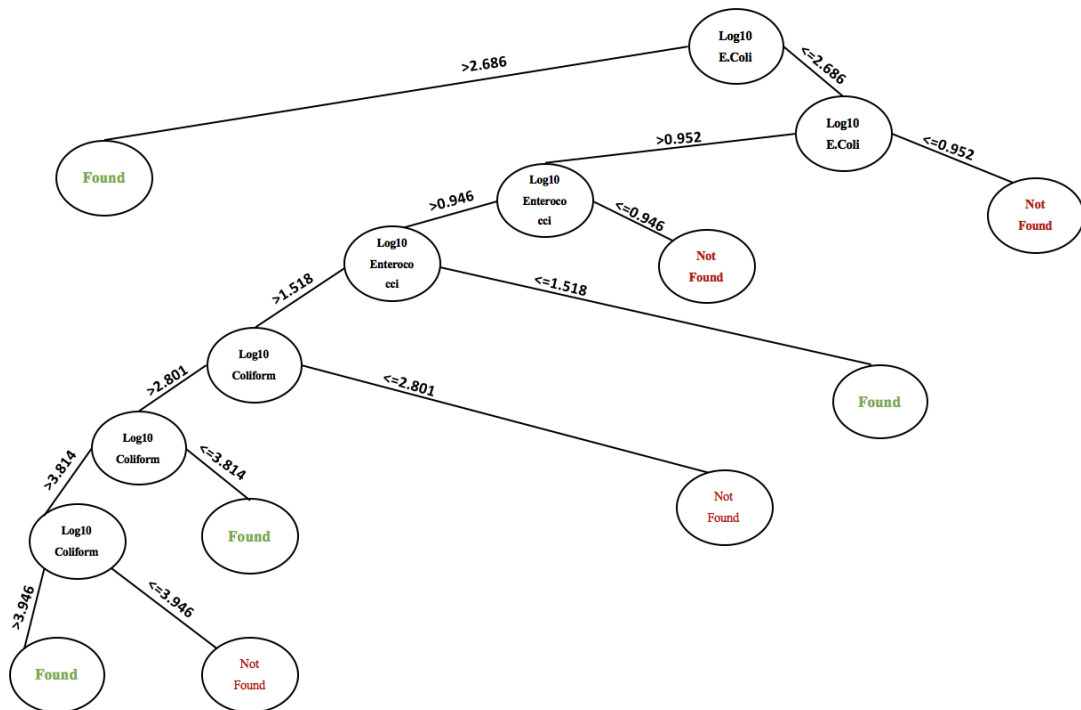 Log10
E.Coli
>2.686
<=2.686
Log10
E.Coli
>0.952
<=0.952
Found
Log10
Enteroco
cci
Not
Found
>0.946
<=0.946
Log10
Enteroco
cci
Not
Found
>1.518
<=1.518
Log10
Coliform
>2.801
<=2.801
Found
Log10
Coliform
>3.814
<=3.814
Not
Found
Log10
Coliform
Found
>3.946
<=3.946
Found
Not
Found